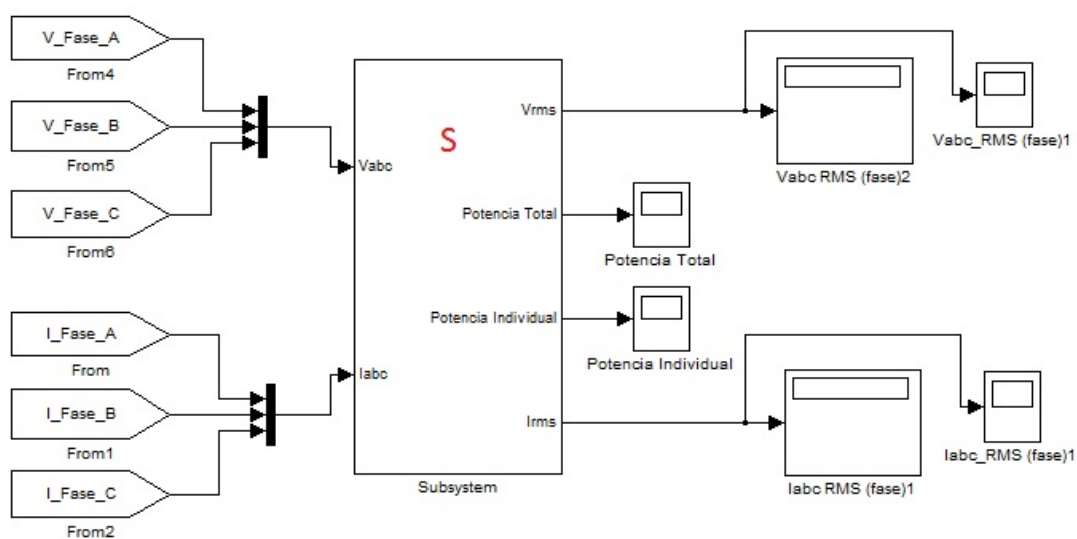 V_Fase_A
From4
V_Fase_B
From5
V_Fase_C
From6
I_Fase_A
From
I_Fase_B
From1
I_Fase_C
From2
S
Vabc
Iabc
Vrms
Potencia Total
Potencia Individual
Irms
Subsystem
Vabc RMS (fase)2
Vabc_RMS (fase)1
Potencia Total
Potencia Individual
Iabc RMS (fase)1
Iabc_RMS (fase)1